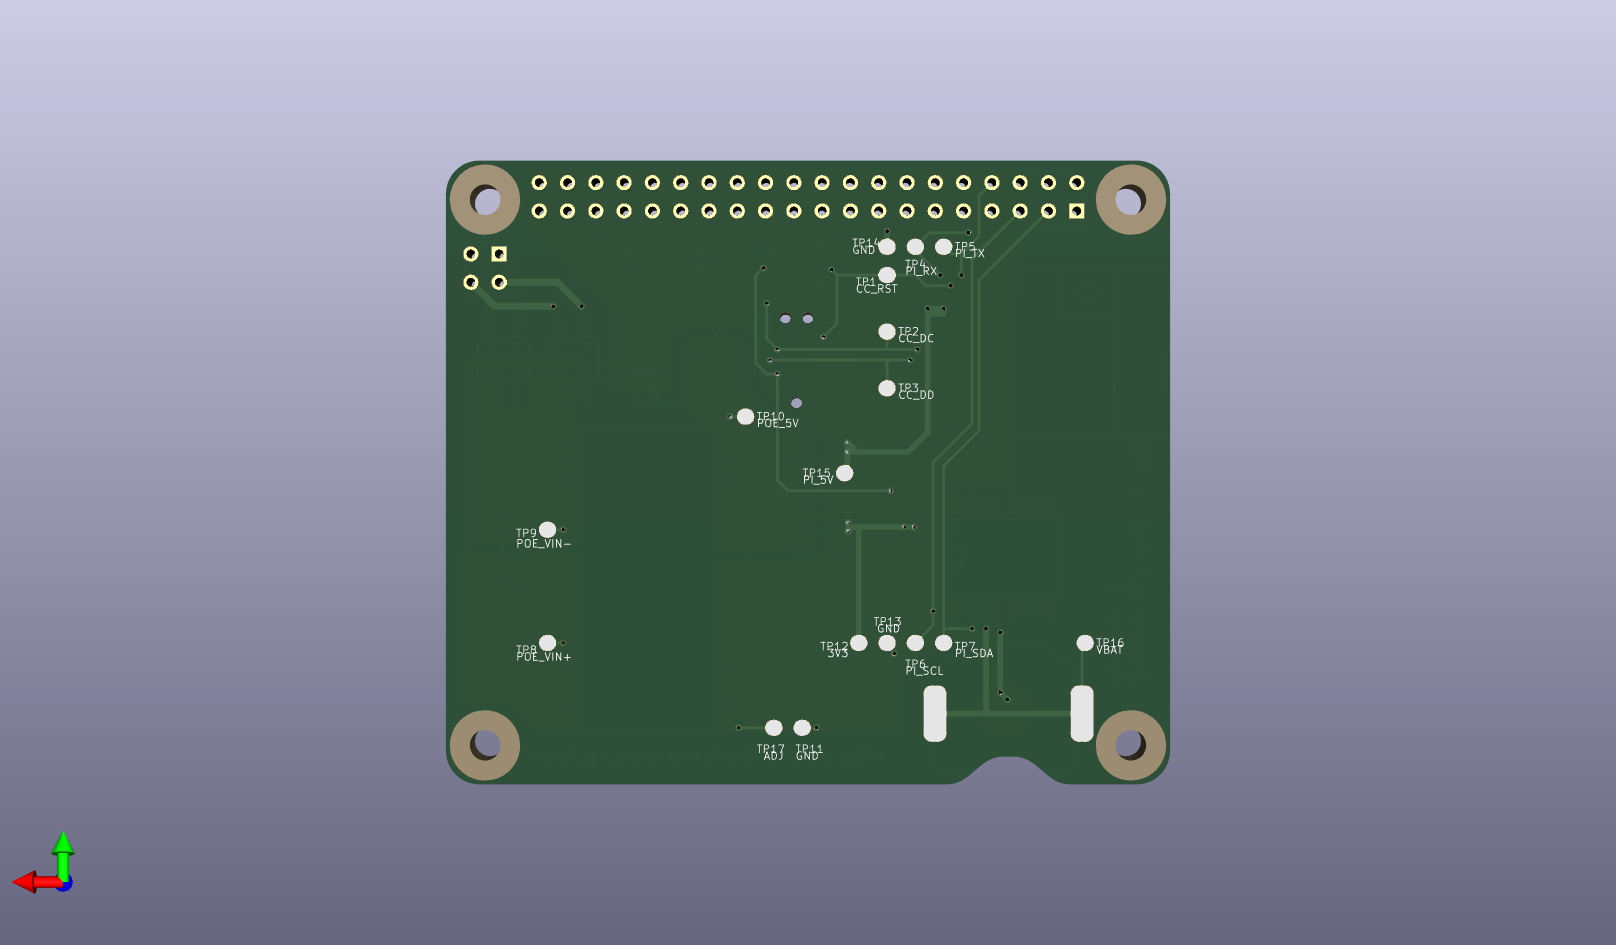 TP14
GND
TP5
PI_TX
TP4
PI_RX
TP1
CC_RST
TP2
CC_DC
TP3
CC_DD
TP10
POE_5V
TP15
PI_5V
TP9
POE_VIN-
TP13
GND
TP12
3V3
TP7
PI_SDA
TP16
VBAT
TP8
POE_VIN+
TP6
PI_SCL
TP17
ADJ
TP11
GND